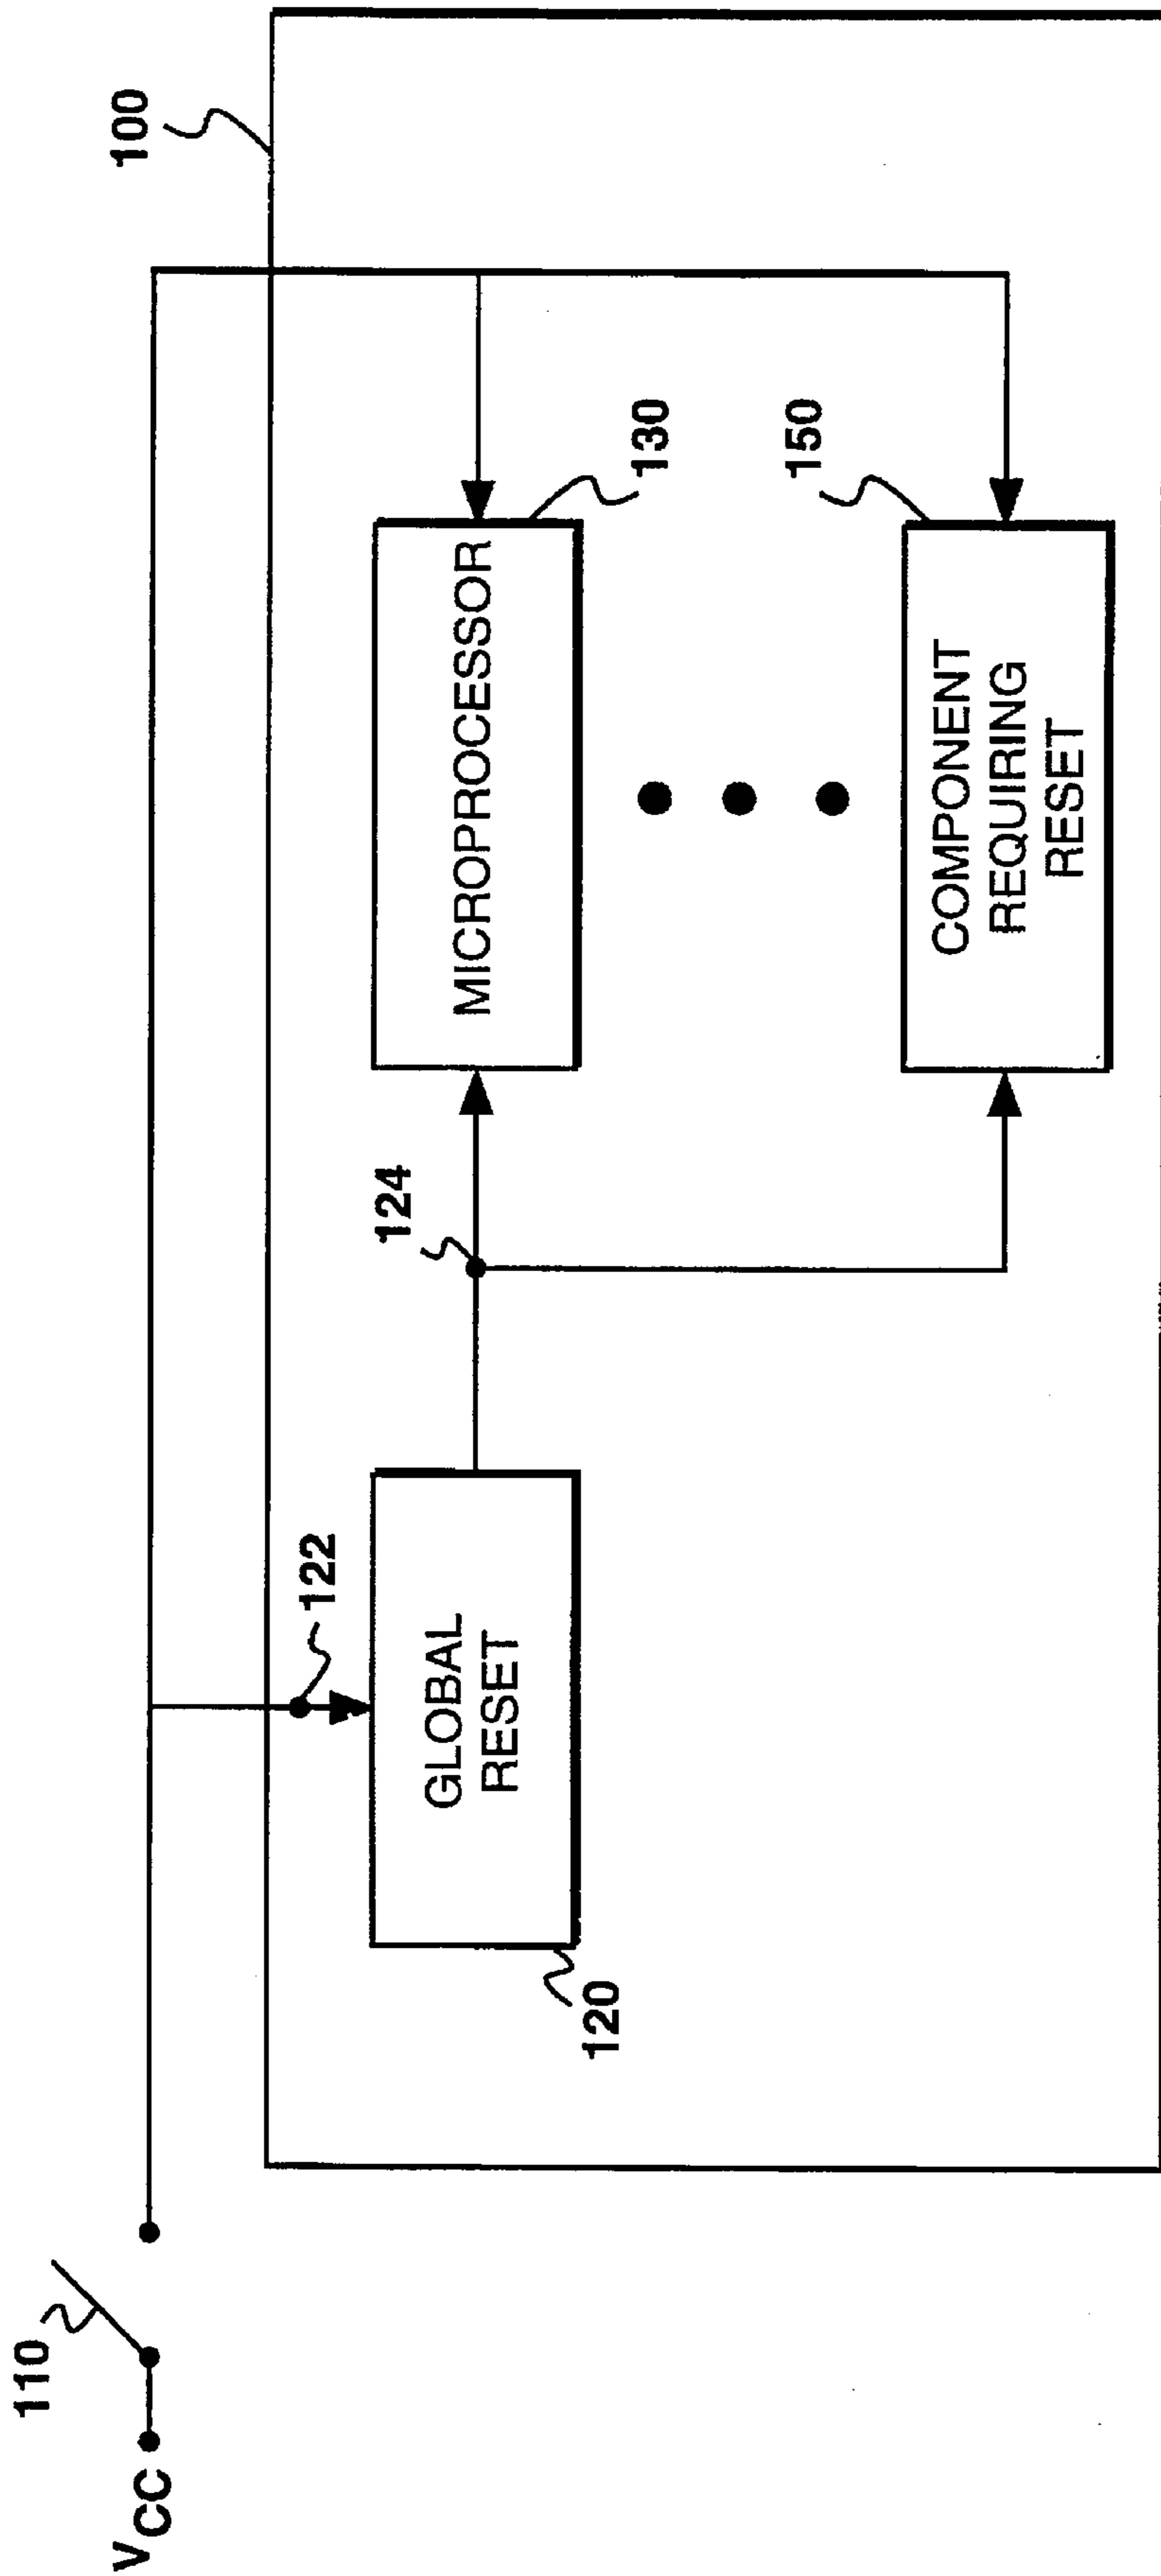 100
110
VCC
122
124
GLOBAL
RESET
120
MICROPROCESSOR
130
150
COMPONENT
REQUIRING
RESET